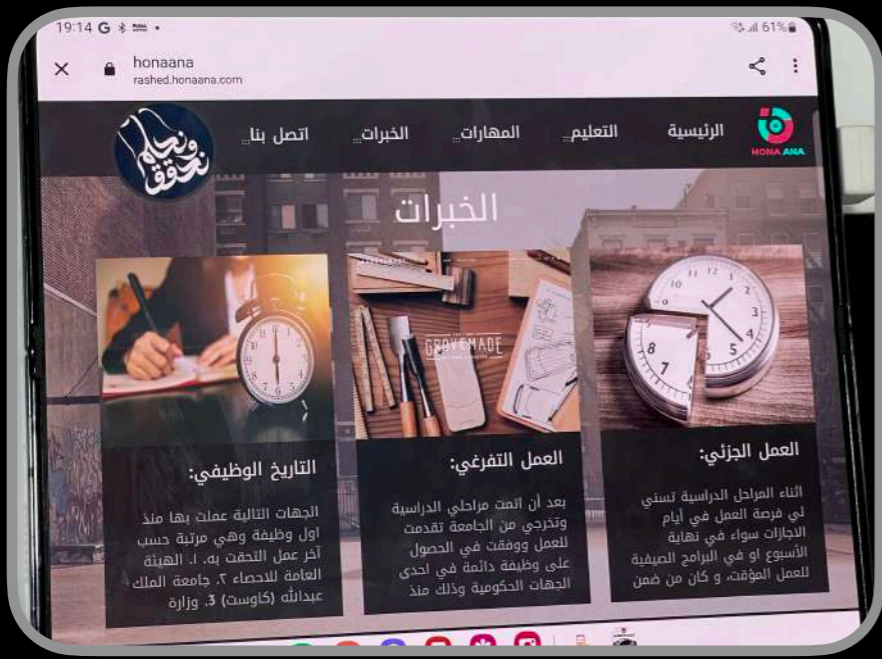 19:14 G
61%
honaana
rashed.honaana.com
HONA ANA
الرئيسية
التعليم...
المهارات...
الخبرات...
اتصل بنا...
ونحلم
نحقق
الخبرات
العمل الجزئي:
اثناء المراحل الدراسية تسني
لي فرصة العمل في أيام
الاجازات سواء في نهاية
الأسبوع او في البرامج الصيفية
للعمل المؤقت، و كان من ضمن
GROVEMADE
العمل التفرغي:
بعد أن اتمت مراحلي الدراسية
وتخرجي من الجامعة تقدمت
للعمل ووفقت في الحصول
على وظيفة دائمة في احدى
الجهات الحكومية وذلك منذ
التاريخ الوظيفي:
الجهات التالية عملت بها منذ
اول وظيفة وهي مرتبة حسب
آخر عمل التحقت به. ١. الهيئة
العامة للاحصاء ٢. جامعة الملك
عبدالله (كاوست) 3. وزارة